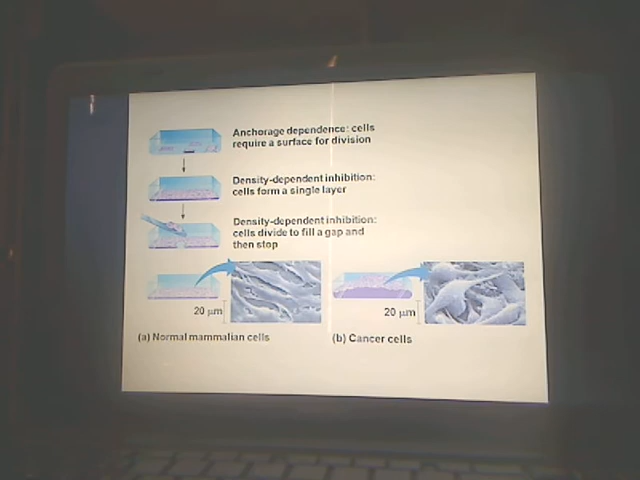 Anchorage dependence: cells
require a surface for division
Density-dependent inhibition:
cells form a single layer
Density-dependent inhibition:
cells divide to fill a gap and
then stop
20 µm
20 µm
(a) Normal mammalian cells
(b) Cancer cells